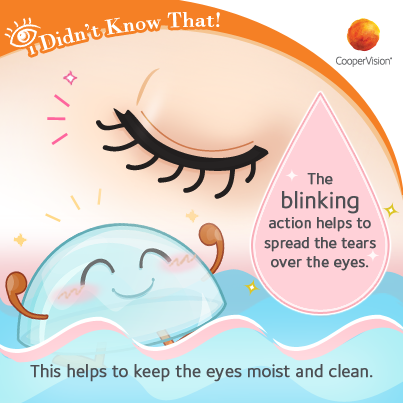 i Didn't Know That!
CooperVision®
The
blinking
action helps to
spread the tears
over the eyes.
This helps to keep the eyes moist and clean.